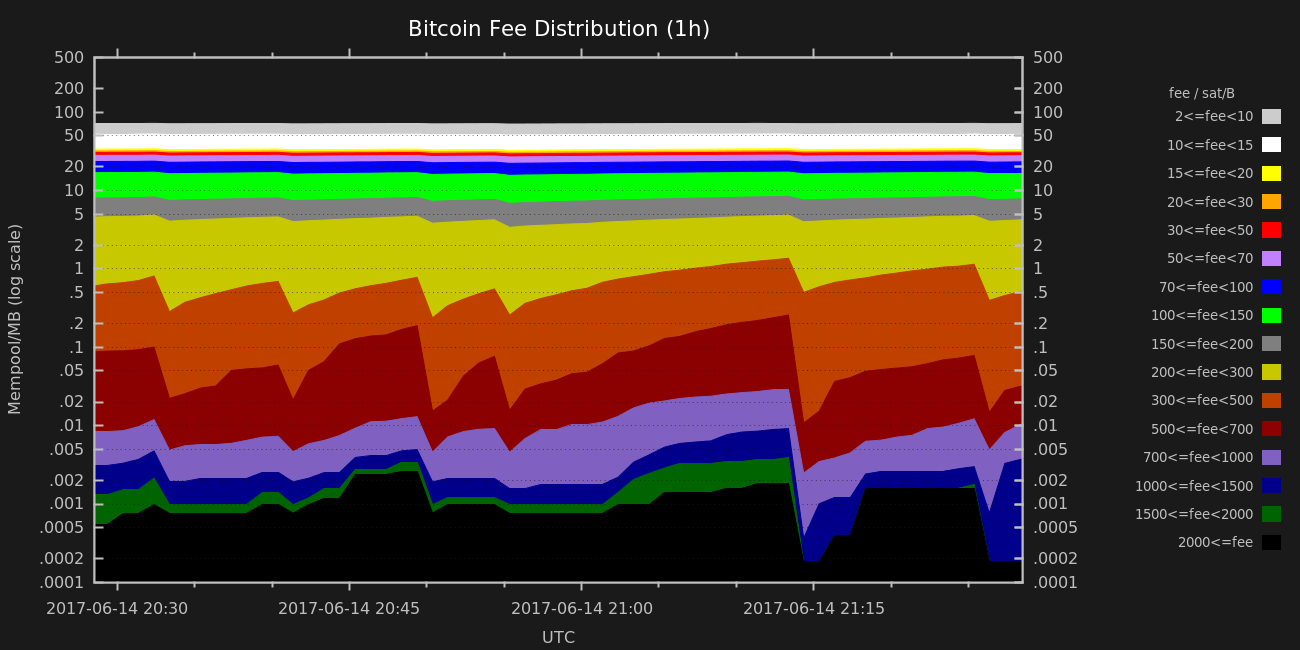 Bitcoin Fee Distribution (1h)
500
200
100
50
20
10
5
2
1
.5
.2
.1
.05
.02
.01
.005
.002
.001
.0005
.0002
.0001
Mempool/MB (log scale)
500
200
100
50
20
10
5
2
1
.5
.2
.1
.05
.02
.01
.005
.002
.001
.0005
.0002
.0001
2017-06-14 20:30
2017-06-14 20:45
2017-06-14 21:00
2017-06-14 21:15
UTC
fee / sat/B
2<=fee<10
10<=fee<15
15<=fee<20
20<=fee<30
30<=fee<50
50<=fee<70
70<=fee<100
100<=fee<150
150<=fee<200
200<=fee<300
300<=fee<500
500<=fee<700
700<=fee<1000
1000<=fee<1500
1500<=fee<2000
2000<=fee